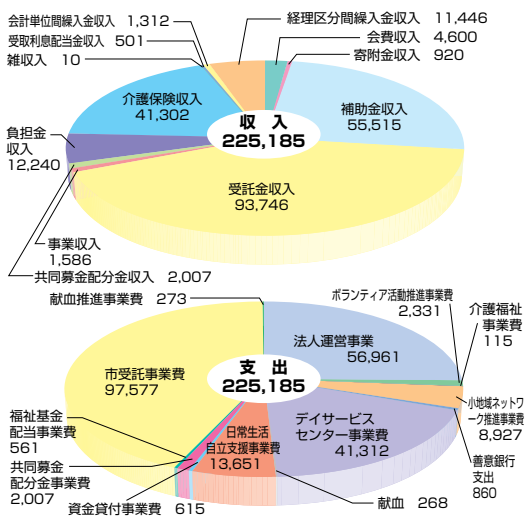 会計単位間繰入金収入 1,312
受取利息配当金収入 501
雑収入 10
経理区分間繰入金収入 11,446
会費収入 4,600
寄附金収入 920
介護保険収入
41,302
収 入
225,185
補助金収入
55,515
負担金
収入
12,240
受託金収入
93,746
事業収入
1,586
共同募金配分金収入 2,007
献血推進事業費 273
ボランティア活動推進事業費
2,331
介護福祉
事業費
115
法人運営事業
56,961
市受託事業費
97,577
支 出
225,185
小地域ネットワ
ーク推進事業費
8,927
デイサービス
センター事業費
41,312
日常生活
自立支援事業費
13,651
福祉基金
配当事業費
561
共同募金
配分金事業費
2,007
善意銀行
支出
860
資金貸付事業費 615
献血 268